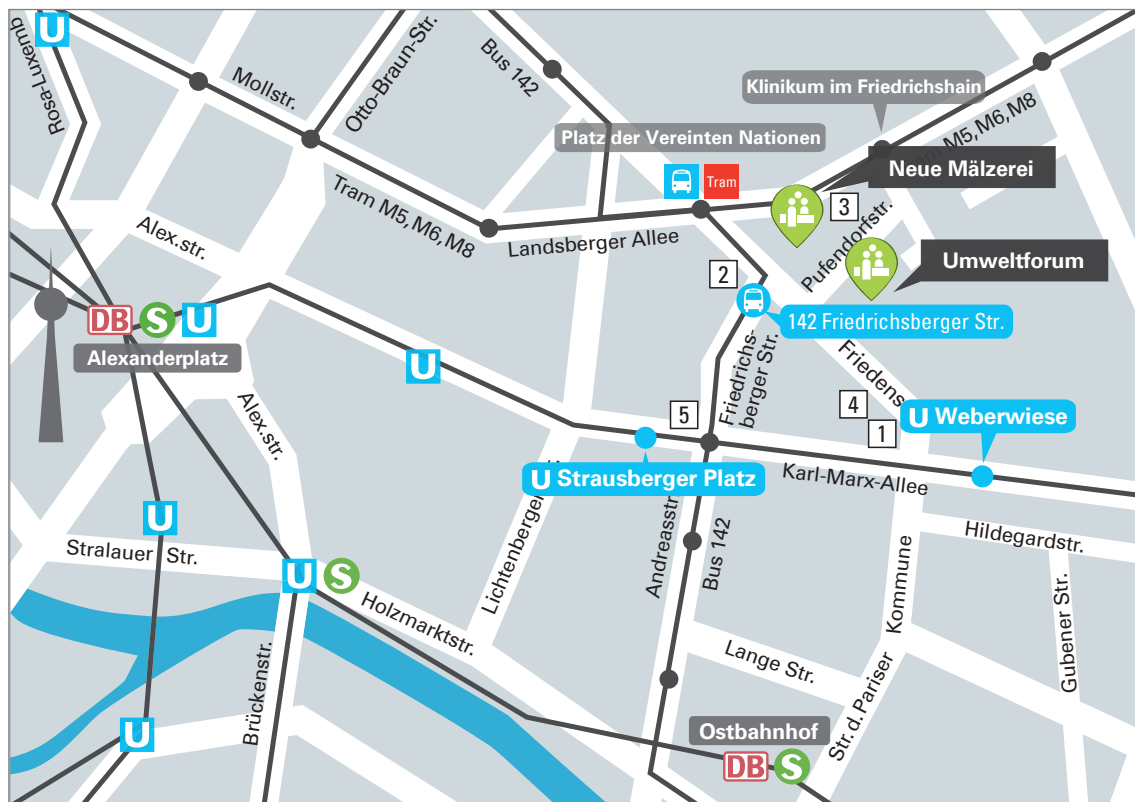 U
Rosa-Luxemb
Mollstr.
Otto-Braun-Str.
Bus 142
Klinikum im Friedrichshain
Tram M5, M6, M8
Platz der Vereinten Nationen
Tram
Neue Mälzerei
3
Tram M5, M6, M8
Landsberger Allee
Pufendorfstr.
Umweltforum
Alex.str.
2
DB
S
U
Alexanderplatz
142 Friedrichsberger Str.
U
Friedrichs-
berger Str.
Friedens
Alex.str.
5
4
1
U Weberwiese
U Strausberger Platz
Karl-Marx-Allee
U
Stralauer Str.
Lichtenberger
Andreasstr.
Bus 142
Hildegardstr.
U
S
Holzmarktstr.
Kommune
Gubener Str.
Lange Str.
Brückenstr.
Str. d. Pariser
U
Ostbahnhof
DB
S